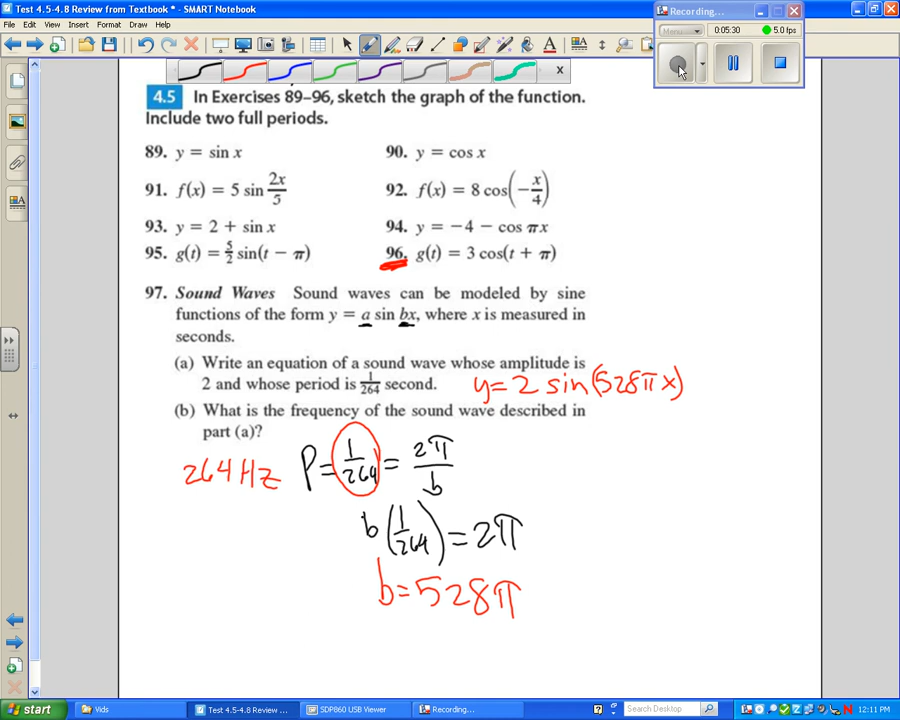 Test 4.5-4.8 Review from Textbook * - SMART Notebook
File Edit View Insert Format Draw Help
Recording...
Menu
00:05:30
5.0 fps
x
4.5 In Exercises 89–96, sketch the graph of the function.
Include two full periods.
89. y = sin x
90. y = cos x
91. f(x) = 5 sin 2x/5
92. f(x) = 8 cos(−x/4)
93. y = 2 + sin x
94. y = −4 − cos πx
95. g(t) = 5/2 sin(t − π)
96. g(t) = 3 cos(t + π)
97. Sound Waves Sound waves can be modeled by sine
functions of the form y = a sin bx, where x is measured in
seconds.
(a) Write an equation of a sound wave whose amplitude is
2 and whose period is 1/264 second.
y = 2 sin(528π x)
(b) What is the frequency of the sound wave described in
part (a)?
264 Hz
P = 1/264 = 2π/b
b(1/264) = 2π
b = 528π
start
Vids
Test 4.5-4.8 Review ...
SDP860 USB Viewer
Recording...
Search Desktop
12:11 PM